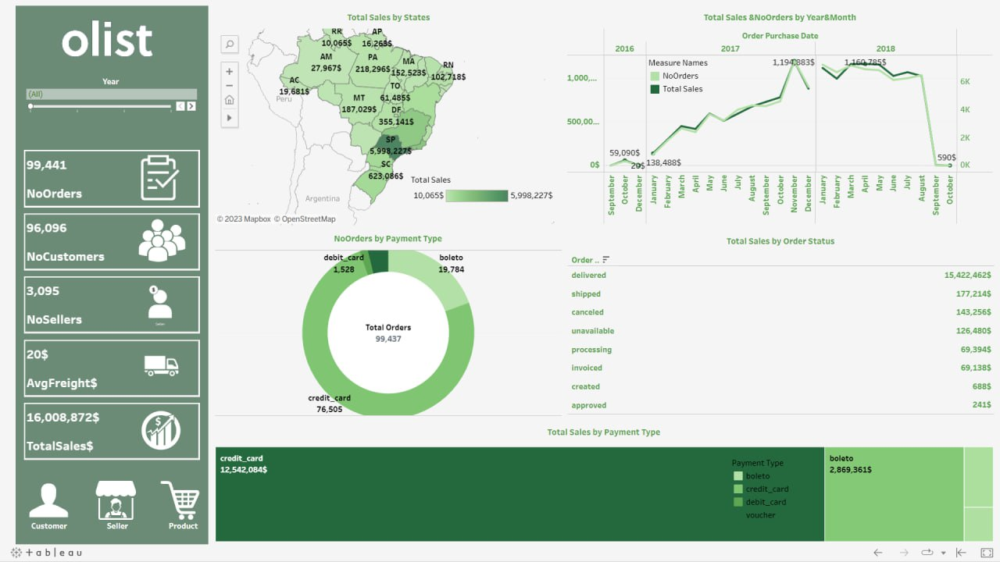 olist
Year
(All)
99,441
NoOrders
96,096
NoCustomers
3,095
NoSellers
Seller
20$
AvgFreight$
16,008,872$
TotalSales$
Customer
Seller
Product
Total Sales by States
RR
10,065$
AP
16,263$
AM
27,967$
PA
218,296$
MA
152,523$
RN
102,718$
AC
19,681$
Peru
TO
61,485$
MT
187,029$
DF
355,141$
SP
5,998,227$
SC
623,086$
Argentina
Total Sales
10,065$
5,998,227$
© 2023 Mapbox © OpenStreetMap
Total Sales &NoOrders by Year&Month
Order Purchase Date
2016
2017
2018
Measure Names
NoOrders
Total Sales
1,194,883$
1,160,785$
1,000,...
500,00...
0$
6K
4K
2K
0K
59,090$
20$
138,488$
590$
September
October
December
January
February
March
April
May
June
July
August
September
October
November
December
January
February
March
April
May
June
July
August
September
October
NoOrders by Payment Type
debit_card
1,528
boleto
19,784
Total Orders
99,437
credit_card
76,505
Total Sales by Order Status
Order ..
delivered 15,422,462$
shipped 177,214$
canceled 143,256$
unavailable 126,480$
processing 69,394$
invoiced 69,138$
created 688$
approved 241$
Total Sales by Payment Type
credit_card
12,542,084$
Payment Type
boleto
credit_card
debit_card
voucher
boleto
2,869,361$
+ableau